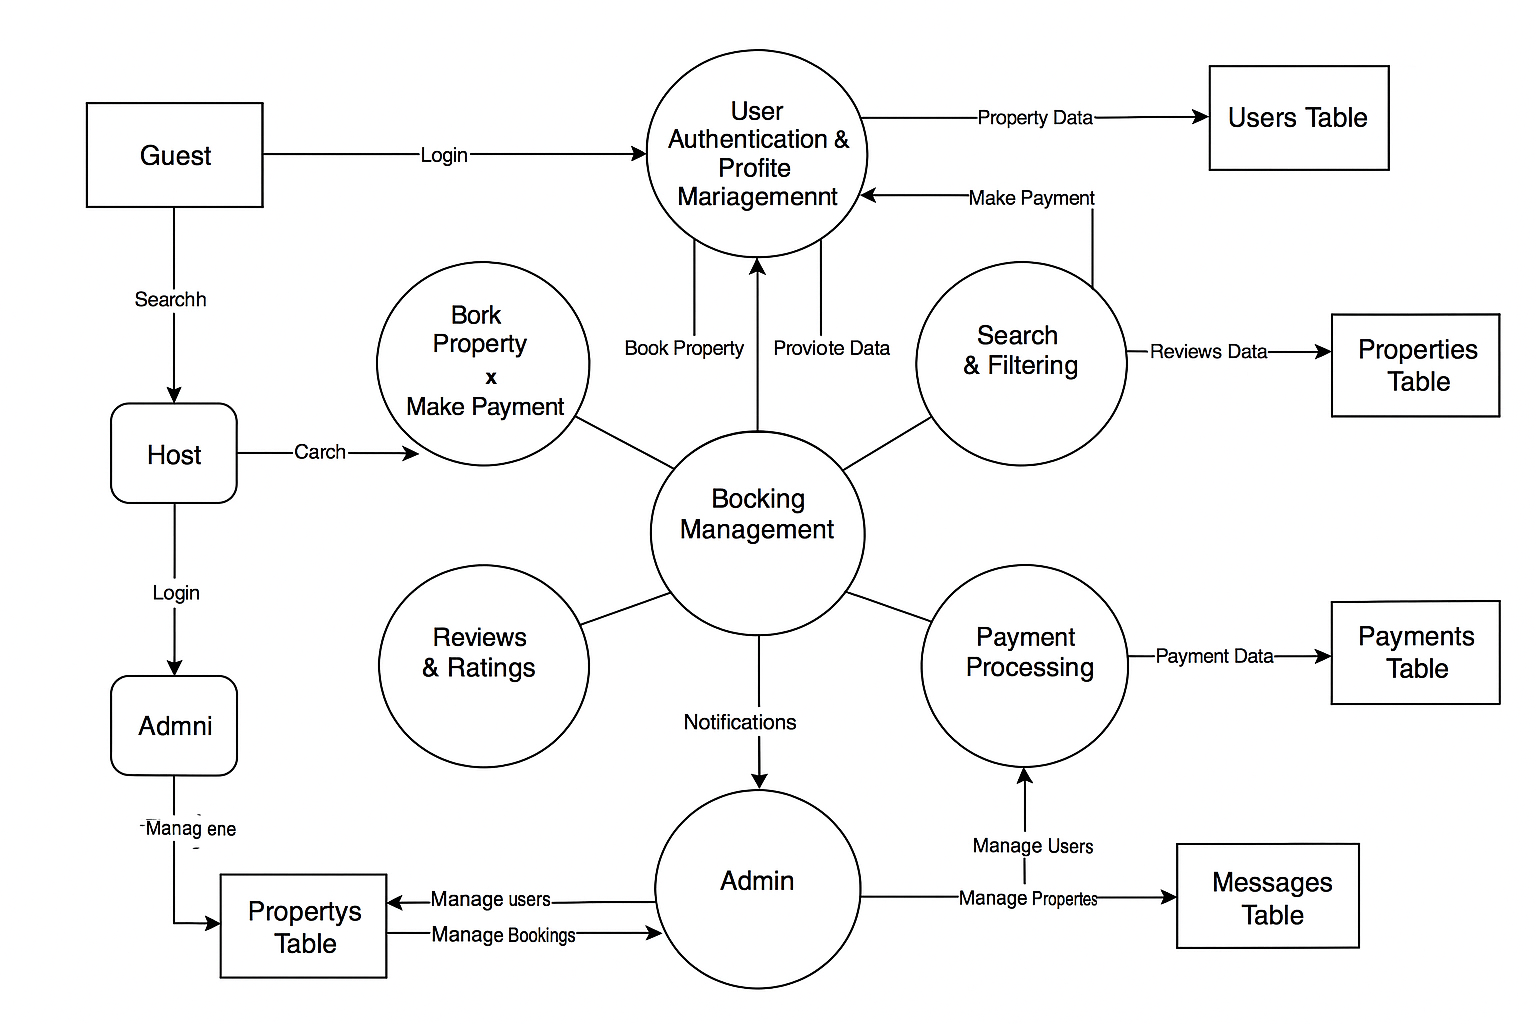 User
Authentication &
Profite
Mariagemennt
Property Data
Users Table
Guest
Login
Make Payment
Searchh
Bork
Property
x
Make Payment
Book Property
Proviote Data
Search
& Filtering
Reviews Data
Properties
Table
Host
Carch
Bocking
Management
Login
Reviews
& Ratings
Payment
Processing
Payment Data
Payments
Table
Admni
Notifications
Manag ene
Manage Users
Admin
Manage users
Manage Propertes
Messages
Table
Propertys
Table
Manage Bookings